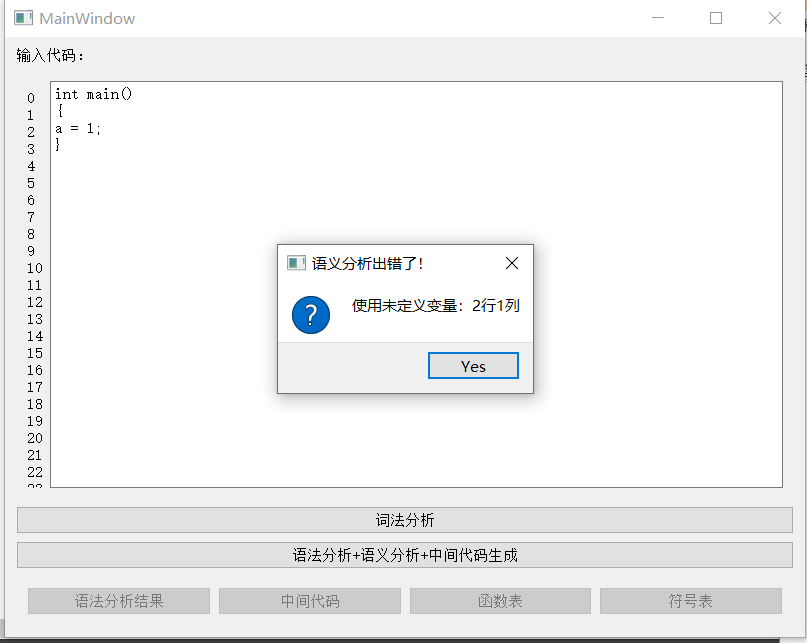 MainWindow
输入代码：
0
1
2
3
4
5
6
7
8
9
10
11
12
13
14
15
16
17
18
19
20
21
22
int main()
{
a = 1;
}
语义分析出错了!
?
使用未定义变量：2行1列
Yes
词法分析
语法分析+语义分析+中间代码生成
语法分析结果
中间代码
函数表
符号表